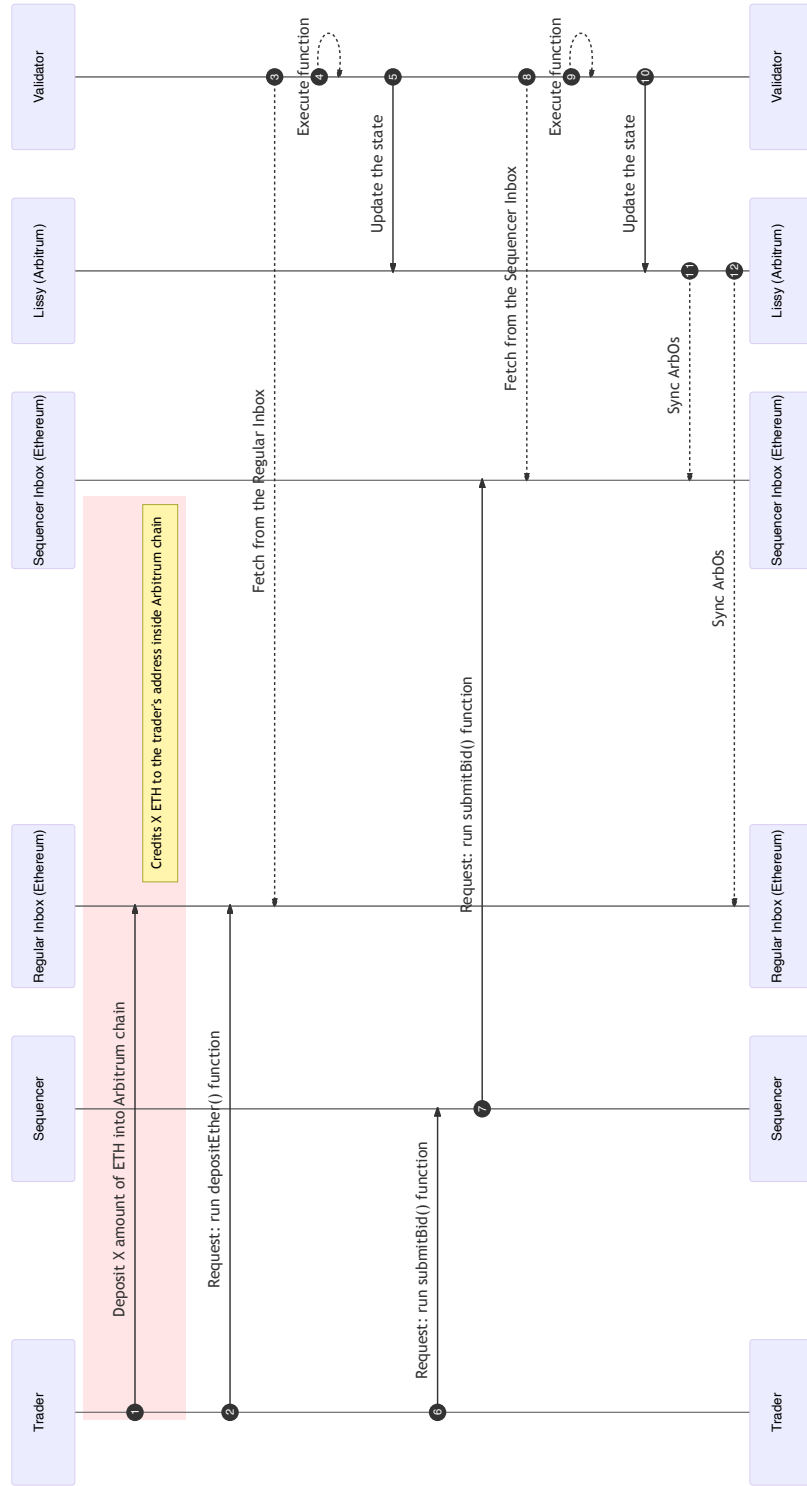 Trader
Sequencer
Regular Inbox (Ethereum)
Sequencer Inbox (Ethereum)
Lissy (Arbitrum)
Validator
1
Deposit X amount of ETH into Arbitrum chain
Credits X ETH to the trader's address inside Arbitrum chain
2
Request: run depositEther() function
3
Fetch from the Regular Inbox
4
Execute function
5
Update the state
6
Request: run submitBid() function
7
Request: run submitBid() function
8
Fetch from the Sequencer Inbox
9
Execute function
10
Update the state
11
Sync ArbOs
12
Sync ArbOs
Trader
Sequencer
Regular Inbox (Ethereum)
Sequencer Inbox (Ethereum)
Lissy (Arbitrum)
Validator